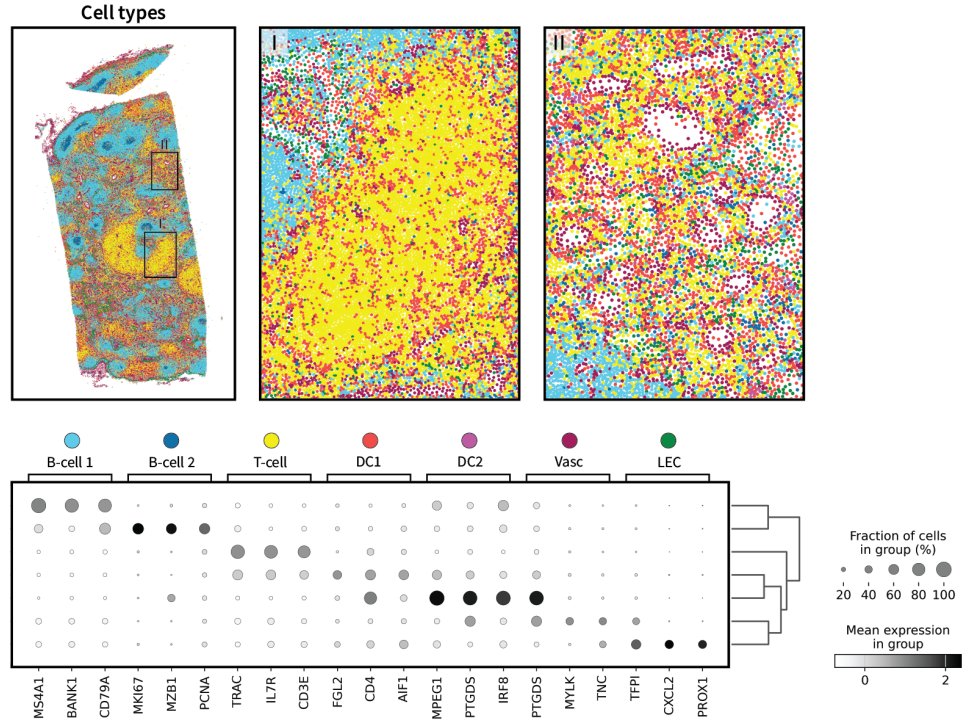 Cell types
I
II
II
I
B-cell 1
B-cell 2
T-cell
DC1
DC2
Vasc
LEC
Fraction of cells
in group (%)
20 40 60 80 100
Mean expression
in group
0 2
MS4A1
BANK1
CD79A
MKI67
MZB1
PCNA
TRAC
IL7R
CD3E
FGL2
CD4
AIF1
MPEG1
PTGDS
IRF8
PTGDS
MYLK
TNC
TFPI
CXCL2
PROX1